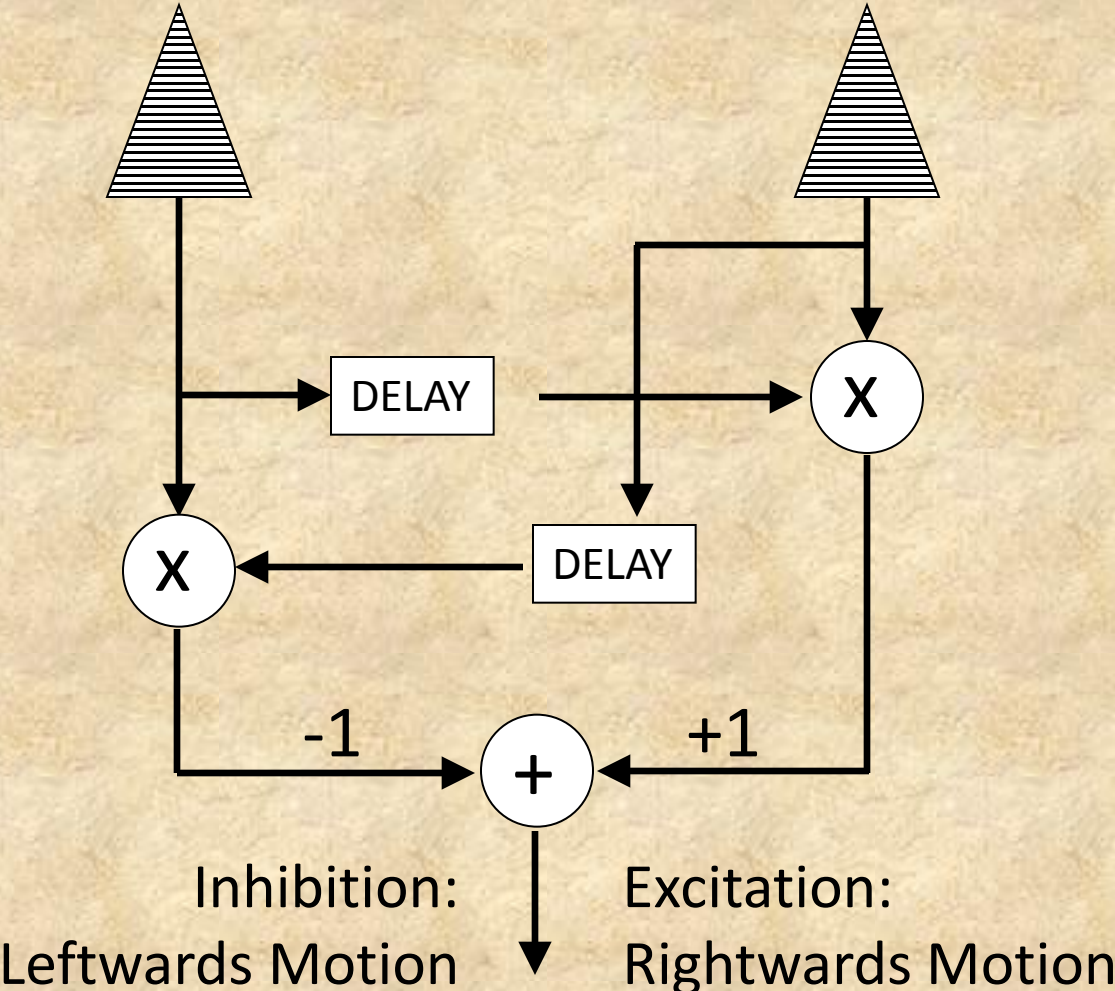 DELAY
X
DELAY
X
-1
+1
+
Inhibition:
Leftwards Motion
Excitation:
Rightwards Motion